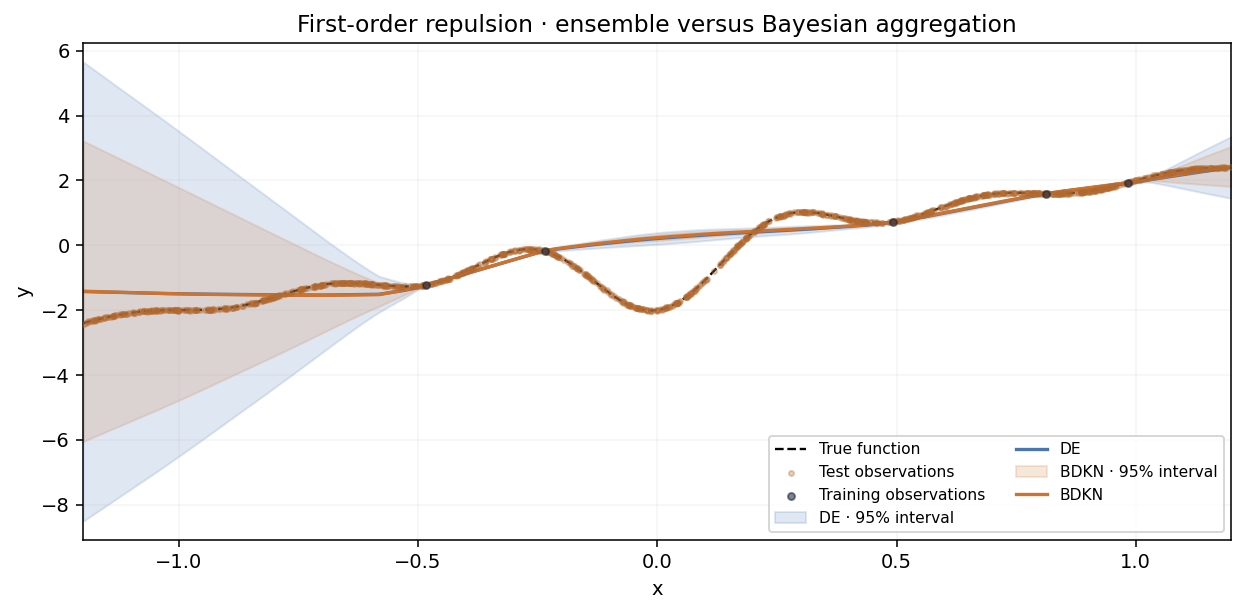 First-order repulsion · ensemble versus Bayesian aggregation
6
4
2
0
−2
−4
−6
−8
y
−1.0
−0.5
0.0
0.5
1.0
x
True function
Test observations
Training observations
DE · 95% interval
DE
BDKN · 95% interval
BDKN